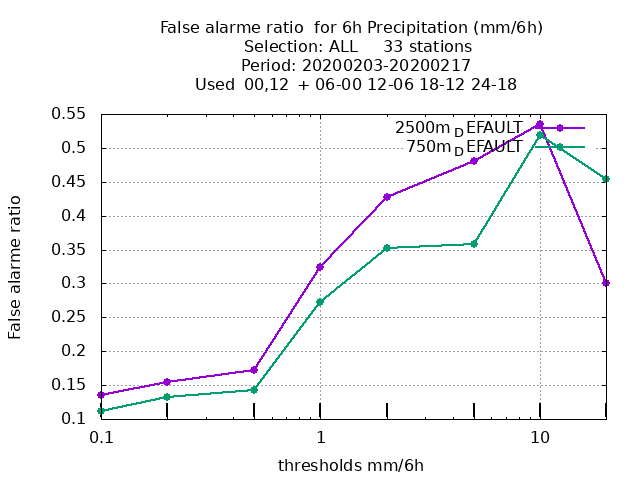 False alarme ratio  for 6h Precipitation (mm/6h)
Selection: ALL     33 stations
Period: 20200203-20200217
Used  00,12  + 06-00 12-06 18-12 24-18
2500m_DEFAULT
750m_DEFAULT
False alarme ratio
0.55
0.5
0.45
0.4
0.35
0.3
0.25
0.2
0.15
0.1
0.1 1 10
thresholds mm/6h